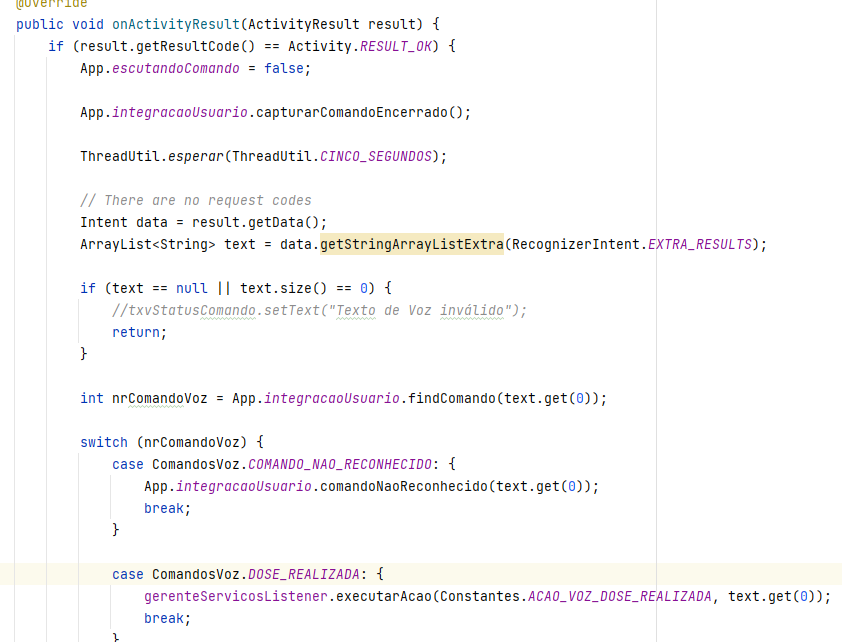 @Override
public void onActivityResult(ActivityResult result) {
if (result.getResultCode() == Activity.RESULT_OK) {
App.escutandoComando = false;
App.integracaoUsuario.capturarComandoEncerrado();
ThreadUtil.esperar(ThreadUtil.CINCO_SEGUNDOS);
// There are no request codes
Intent data = result.getData();
ArrayList<String> text = data.getStringArrayListExtra(RecognizerIntent.EXTRA_RESULTS);
if (text == null || text.size() == 0) {
//txvStatusComando.setText("Texto de Voz inválido");
return;
}
int nrComandoVoz = App.integracaoUsuario.findComando(text.get(0));
switch (nrComandoVoz) {
case ComandosVoz.COMANDO_NAO_RECONHECIDO: {
App.integracaoUsuario.comandoNaoReconhecido(text.get(0));
break;
}
case ComandosVoz.DOSE_REALIZADA: {
gerenteServicosListener.executarAcao(Constantes.ACAO_VOZ_DOSE_REALIZADA, text.get(0));
break;
}